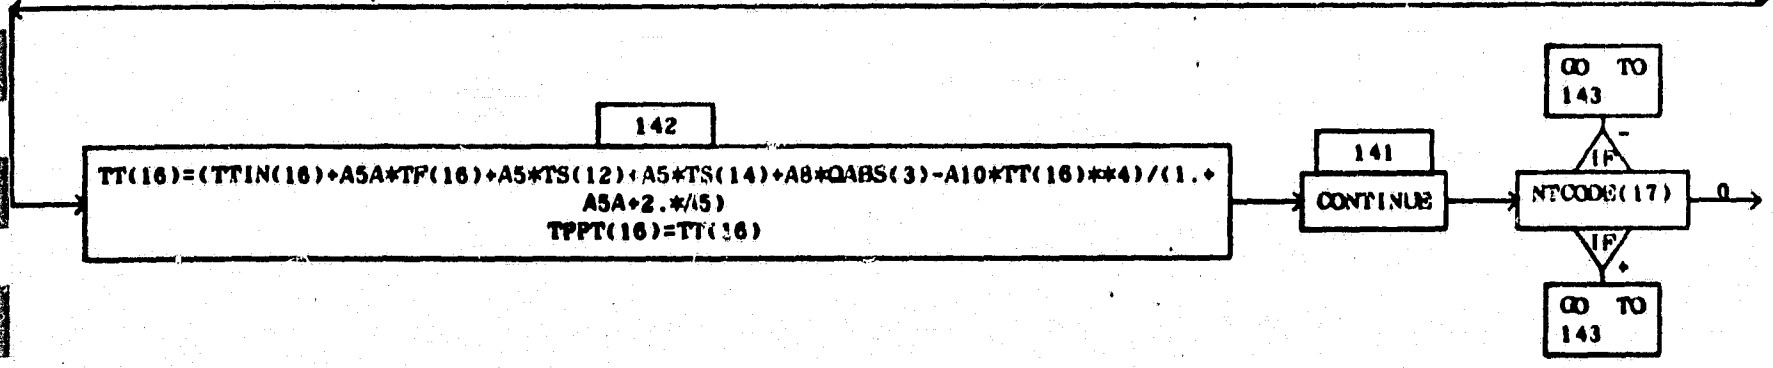 142
TT(16)=(TTIN(16)+A5A*TF(16)+A5*TS(12)+A5*TS(14)+A8*QABS(3)-A10*TT(16)**4)/(1.+
A5A+2.*A5)
TPPT(16)=TT(16)
141
CONTINUE
GO TO
143
-
IF
NTCODE(17)
0
IF
+
GO TO
143